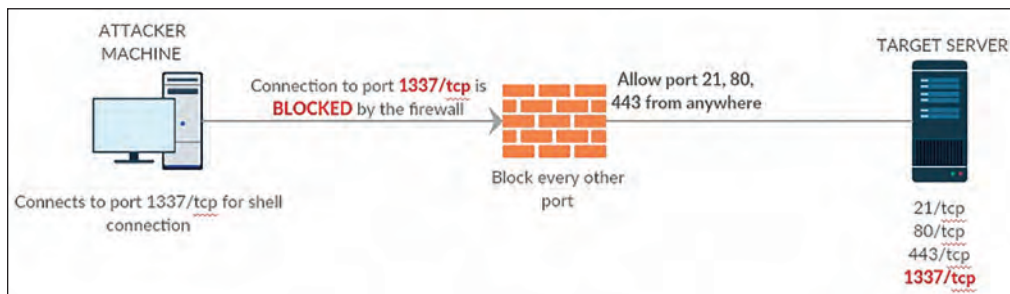 ATTACKER
MACHINE
Connects to port 1337/tcp for shell
connection
Connection to port 1337/tcp is
BLOCKED by the firewall
Allow port 21, 80,
443 from anywhere
Block every other
port
TARGET SERVER
21/tcp
80/tcp
443/tcp
1337/tcp